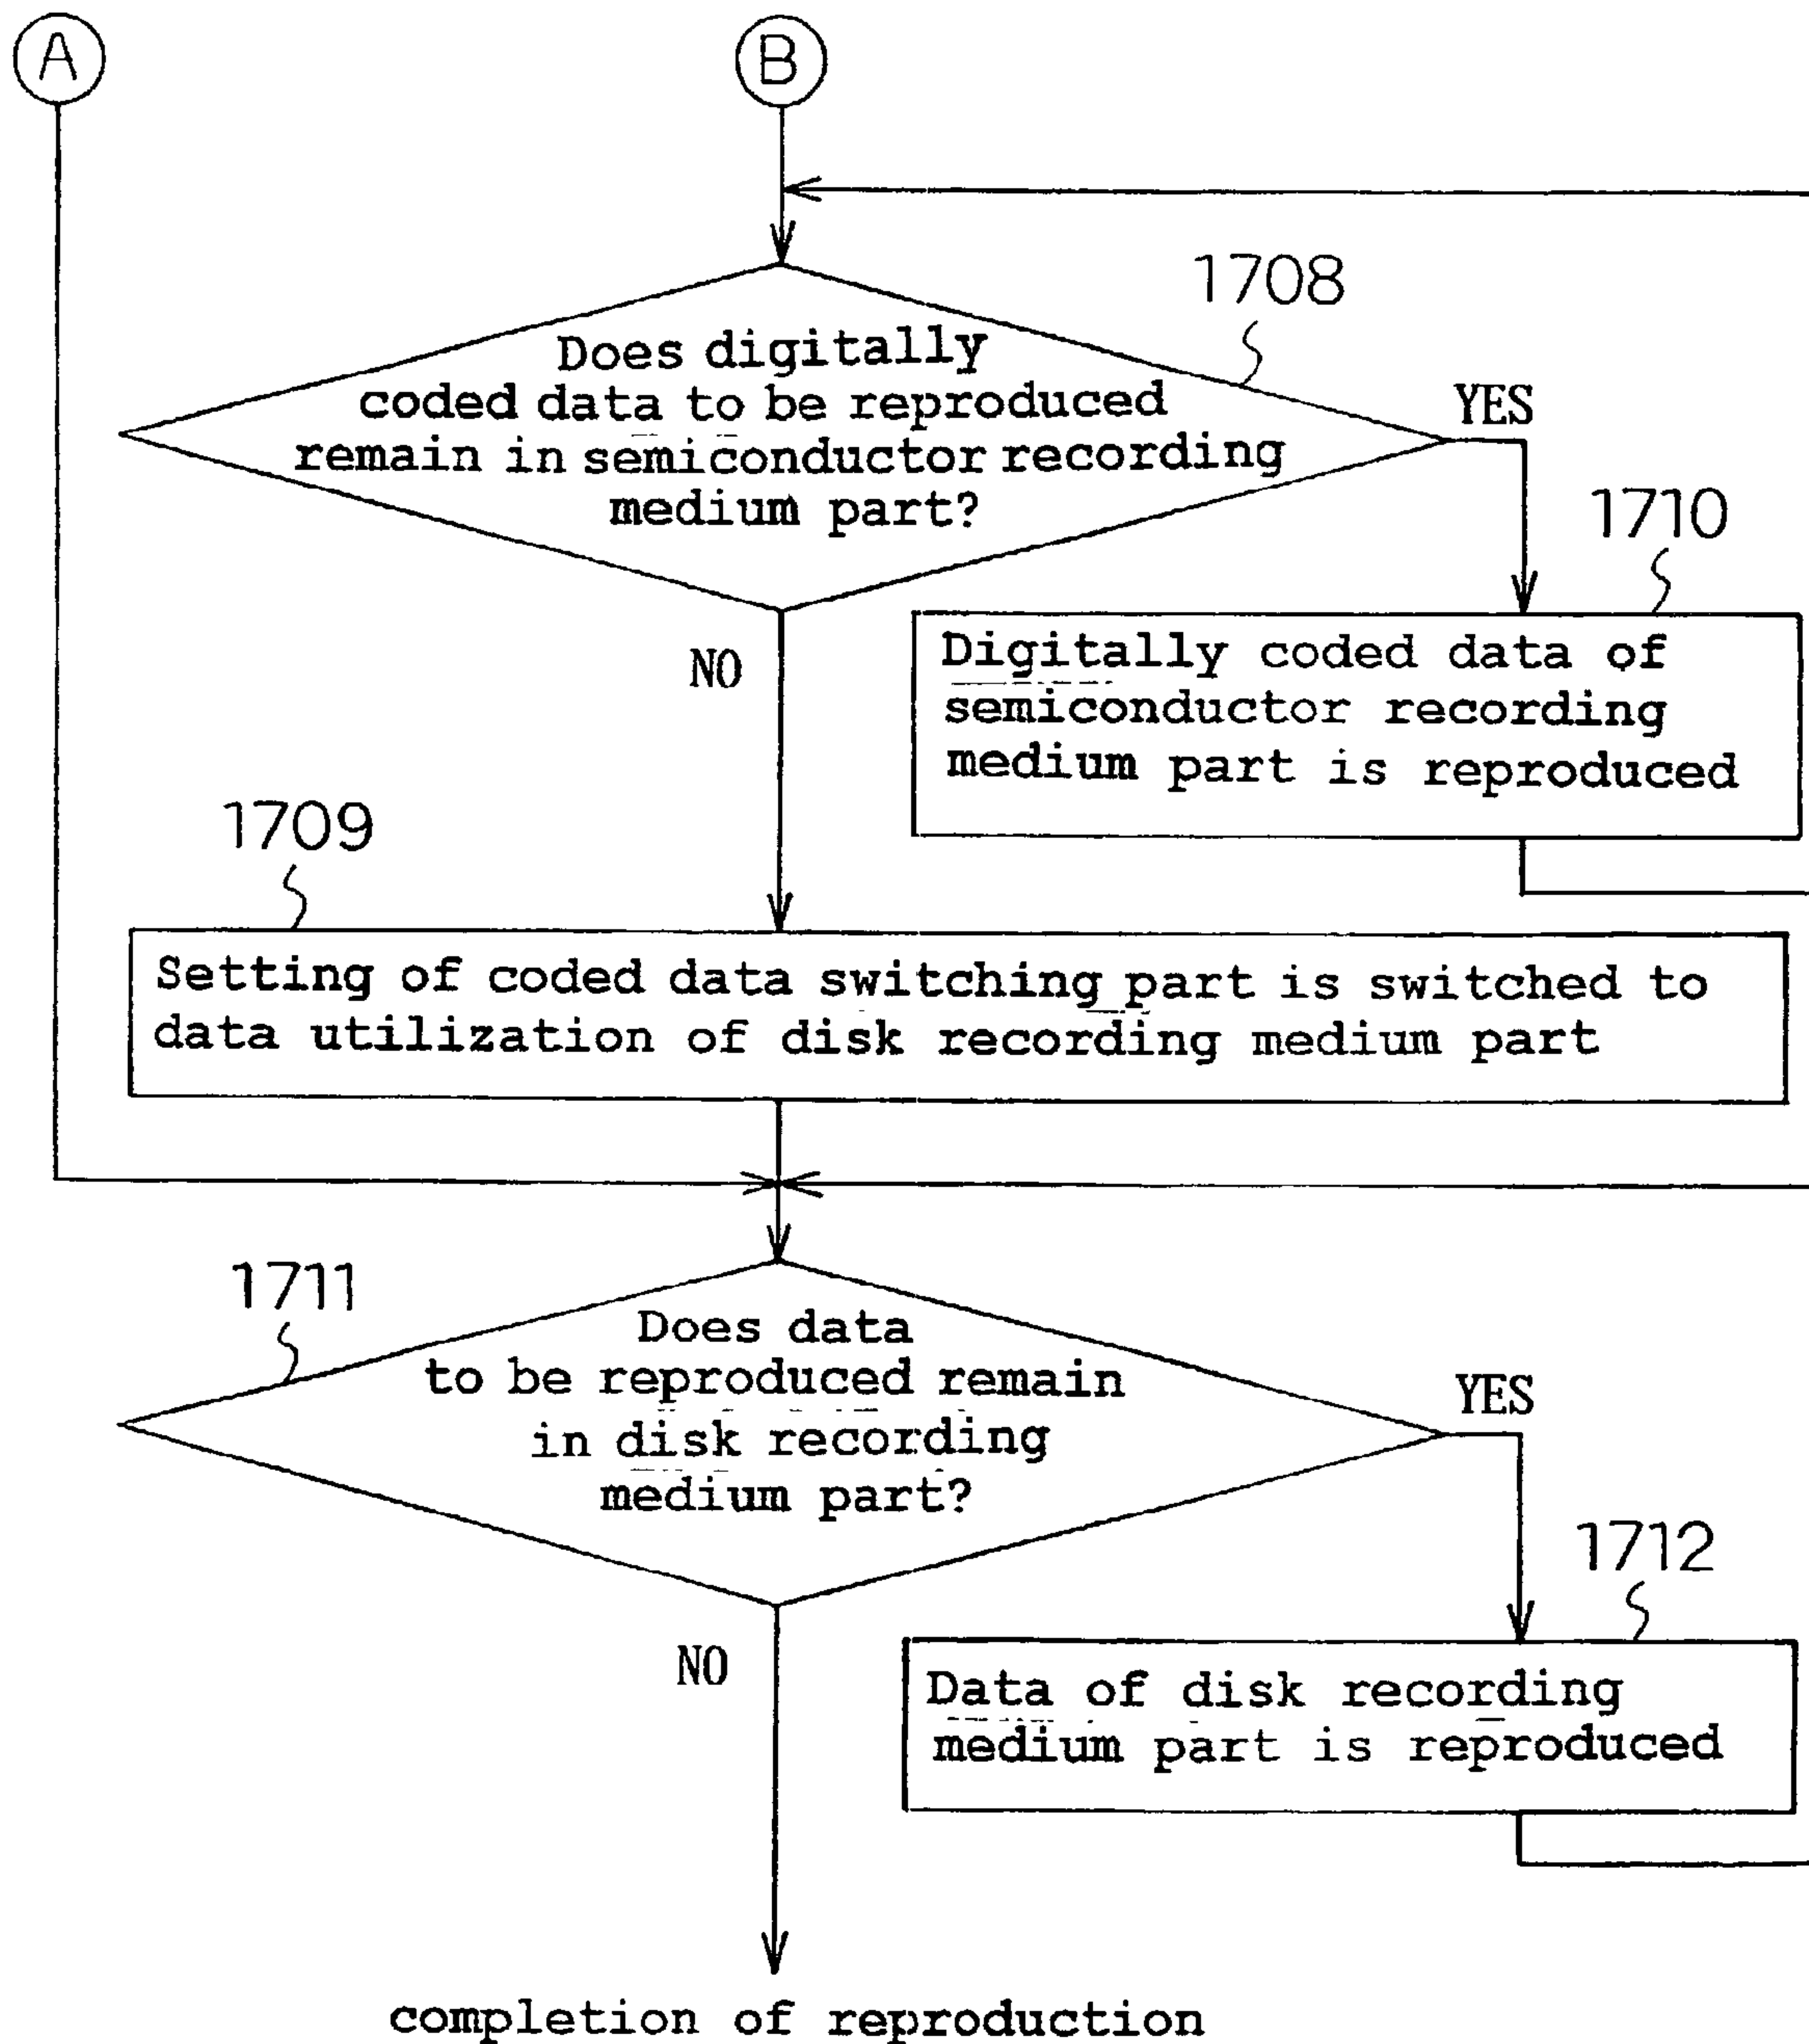 A
B
1708
Does digitally
coded data to be reproduced
remain in semiconductor recording
medium part?
YES
NO
1710
Digitally coded data of
semiconductor recording
medium part is reproduced
1709
Setting of coded data switching part is switched to
data utilization of disk recording medium part
1711
Does data
to be reproduced remain
in disk recording
medium part?
YES
NO
1712
Data of disk recording
medium part is reproduced
completion of reproduction